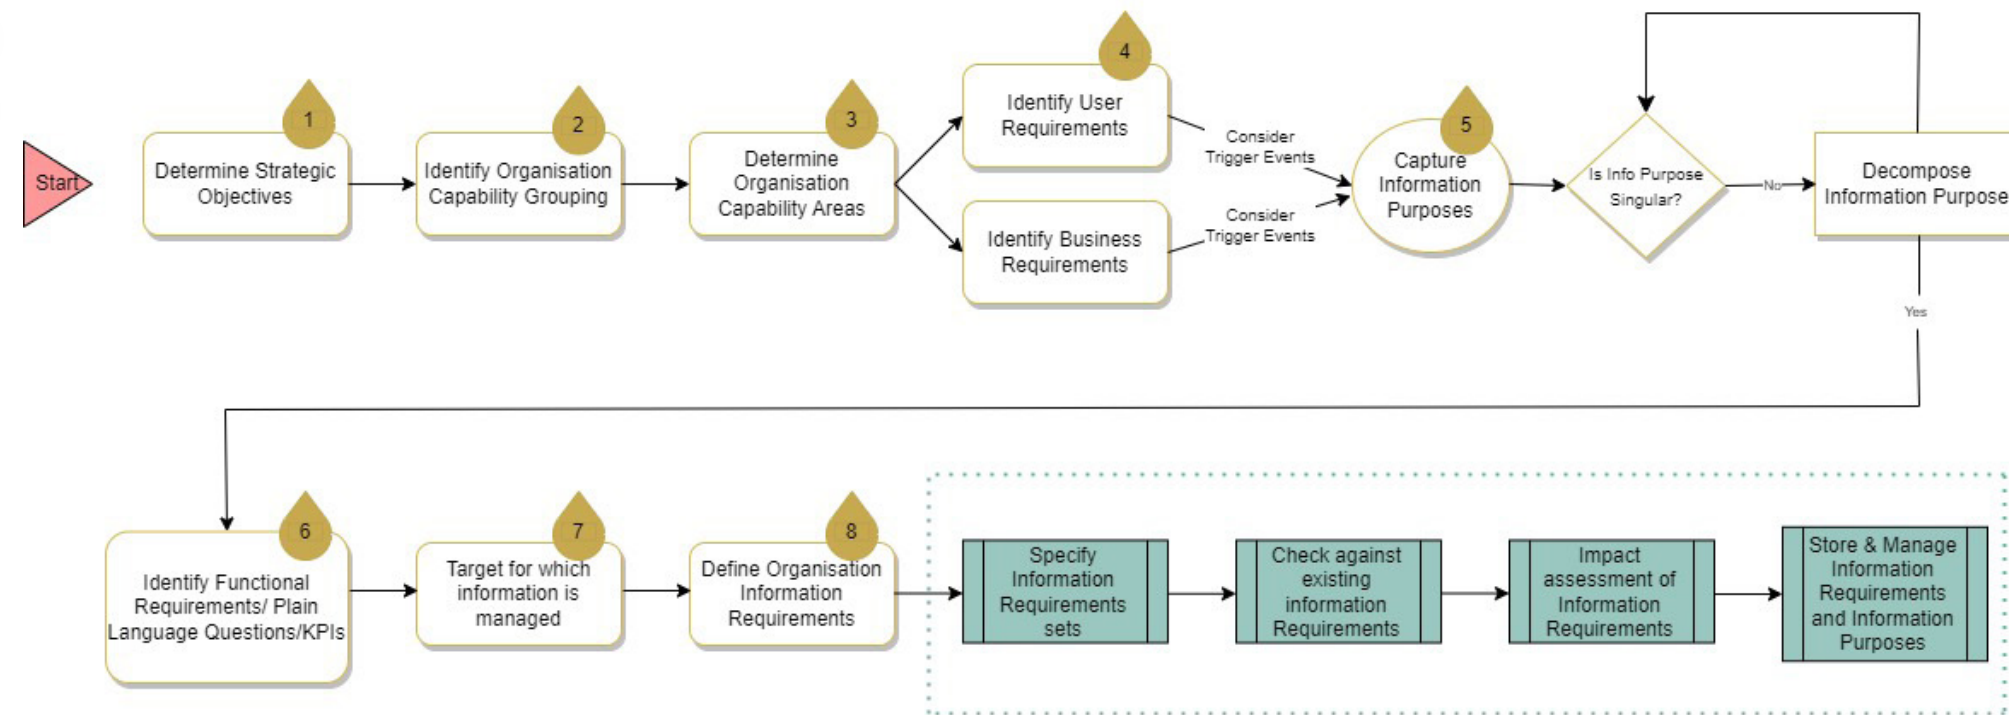 Start
1
Determine Strategic
Objectives
2
Identify Organisation
Capability Grouping
3
Determine
Organisation
Capability Areas
4
Identify User
Requirements
Consider
Trigger Events
Identify Business
Requirements
Consider
Trigger Events
5
Capture
Information
Purposes
Is Info Purpose
Singular?
No
Decompose
Information Purpose
Yes
6
Identify Functional
Requirements/ Plain
Language Questions/KPIs
7
Target for which
information is
managed
8
Define Organisation
Information
Requirements
Specify
Information
Requirements
sets
Check against
existing
information
Requirements
Impact
assessment of
Information
Requirements
Store & Manage
Information
Requirements
and Information
Purposes